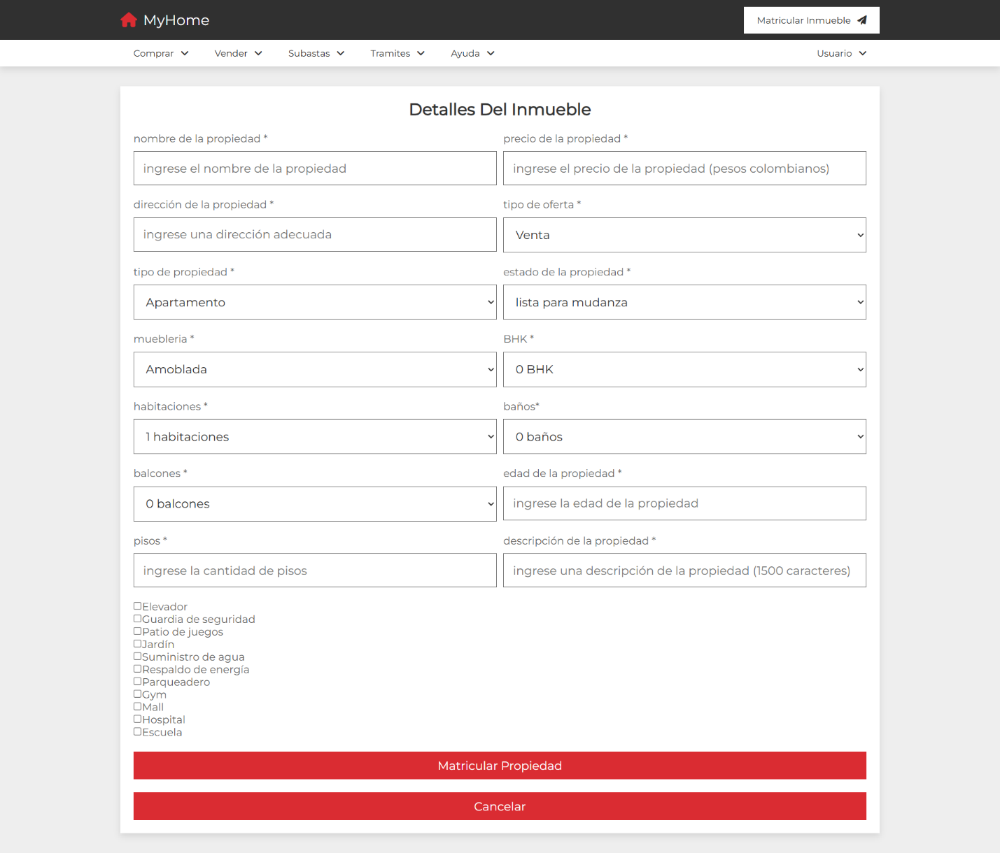 MyHome
Matricular Inmueble
Comprar
Vender
Subastas
Tramites
Ayuda
Usuario
Detalles Del Inmueble
nombre de la propiedad *
precio de la propiedad *
ingrese el nombre de la propiedad
ingrese el precio de la propiedad (pesos colombianos)
dirección de la propiedad *
tipo de oferta *
ingrese una dirección adecuada
Venta
tipo de propiedad *
estado de la propiedad *
Apartamento
lista para mudanza
muebleria *
BHK *
Amoblada
0 BHK
habitaciones *
baños*
1 habitaciones
0 baños
balcones *
edad de la propiedad *
0 balcones
ingrese la edad de la propiedad
pisos *
descripción de la propiedad *
ingrese la cantidad de pisos
ingrese una descripción de la propiedad (1500 caracteres)
Elevador
Guardia de seguridad
Patio de juegos
Jardín
Suministro de agua
Respaldo de energía
Parqueadero
Gym
Mall
Hospital
Escuela
Matricular Propiedad
Cancelar